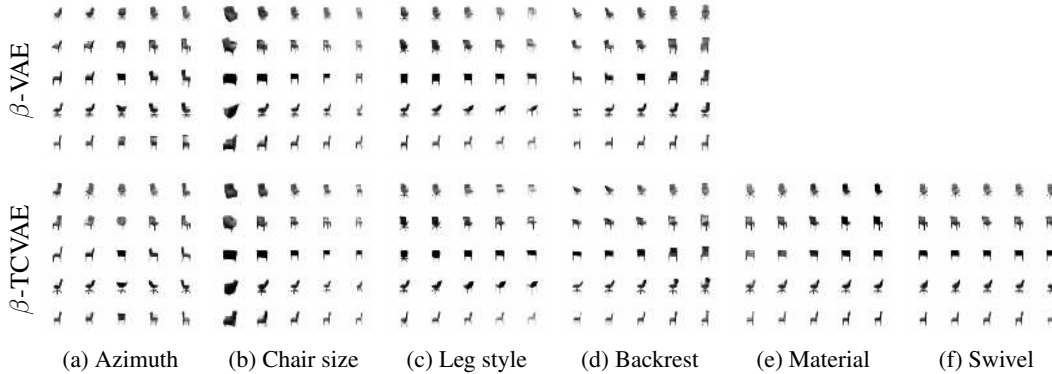 β-VAE
β-TCVAE
(a) Azimuth
(b) Chair size
(c) Leg style
(d) Backrest
(e) Material
(f) Swivel